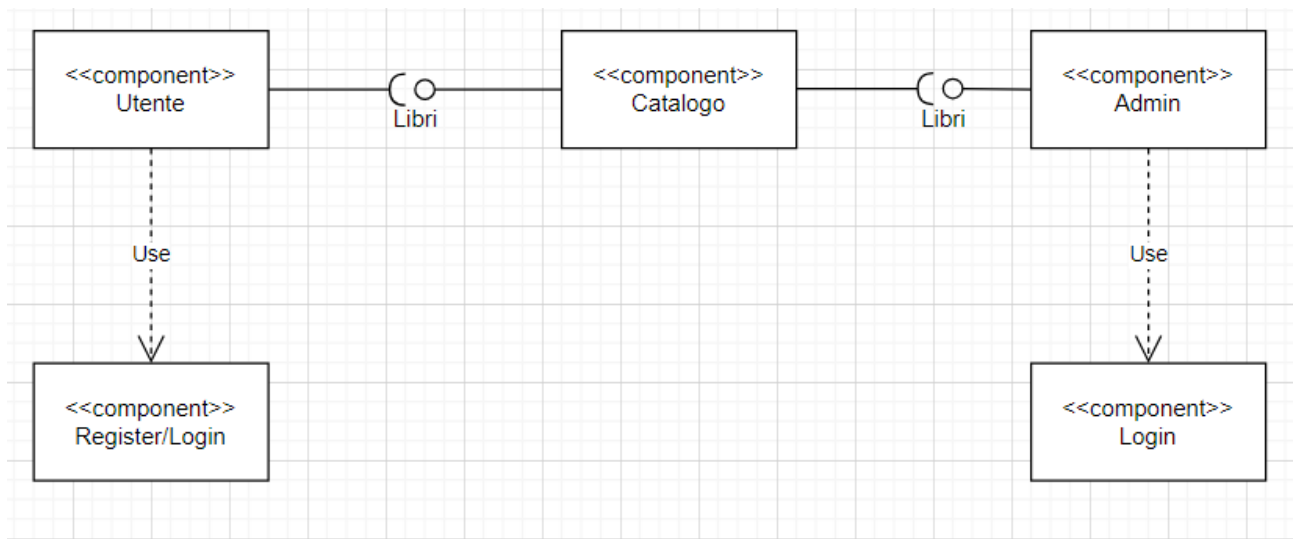 <<component>>
Utente
Libri
<<component>>
Catalogo
Libri
<<component>>
Admin
Use
Use
<<component>>
Register/Login
<<component>>
Login